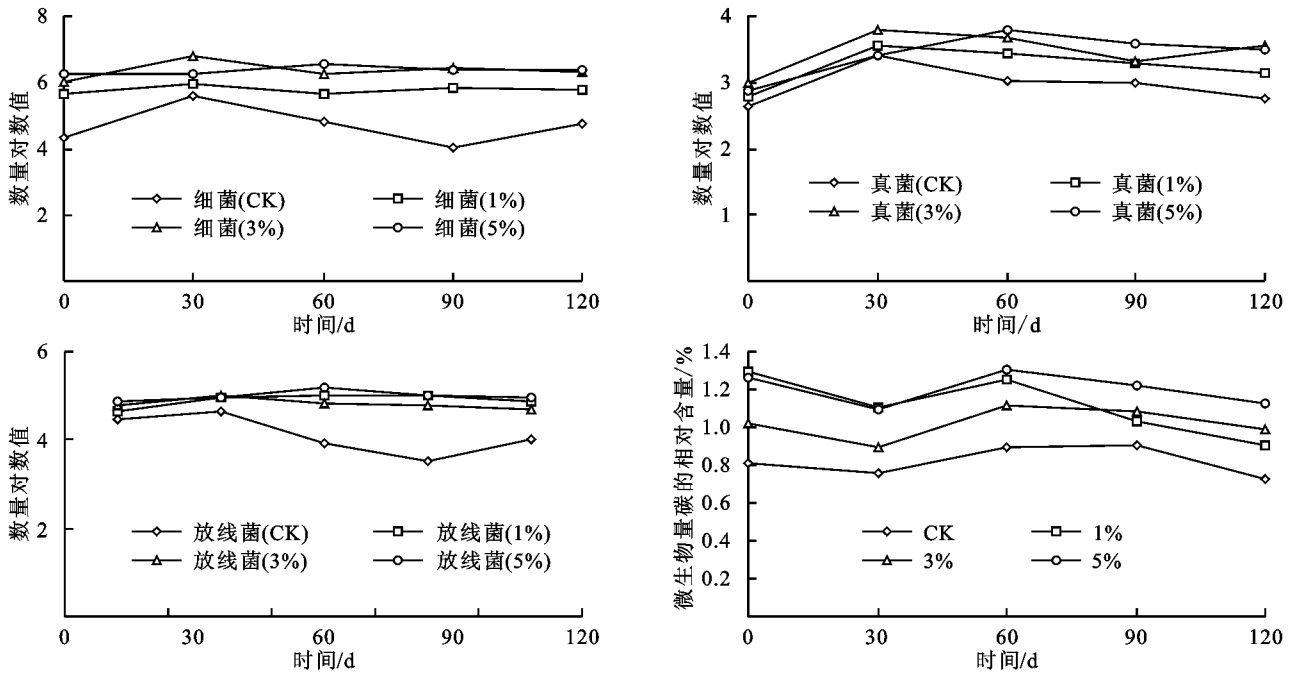 8
6
4
2
数量对数值
细菌(CK)
细菌(1%)
细菌(3%)
细菌(5%)
0
30
60
90
120
时间/d
4
3
2
1
数量对数值
真菌(CK)
真菌(1%)
真菌(3%)
真菌(5%)
0
30
60
90
120
时间/d
6
4
2
数量对数值
放线菌(CK)
放线菌(1%)
放线菌(3%)
放线菌(5%)
0
30
60
90
120
时间/d
1.4
1.2
1.0
0.8
0.6
0.4
0.2
微生物量碳的相对含量/%
CK
1%
3%
5%
0
30
60
90
120
时间/d